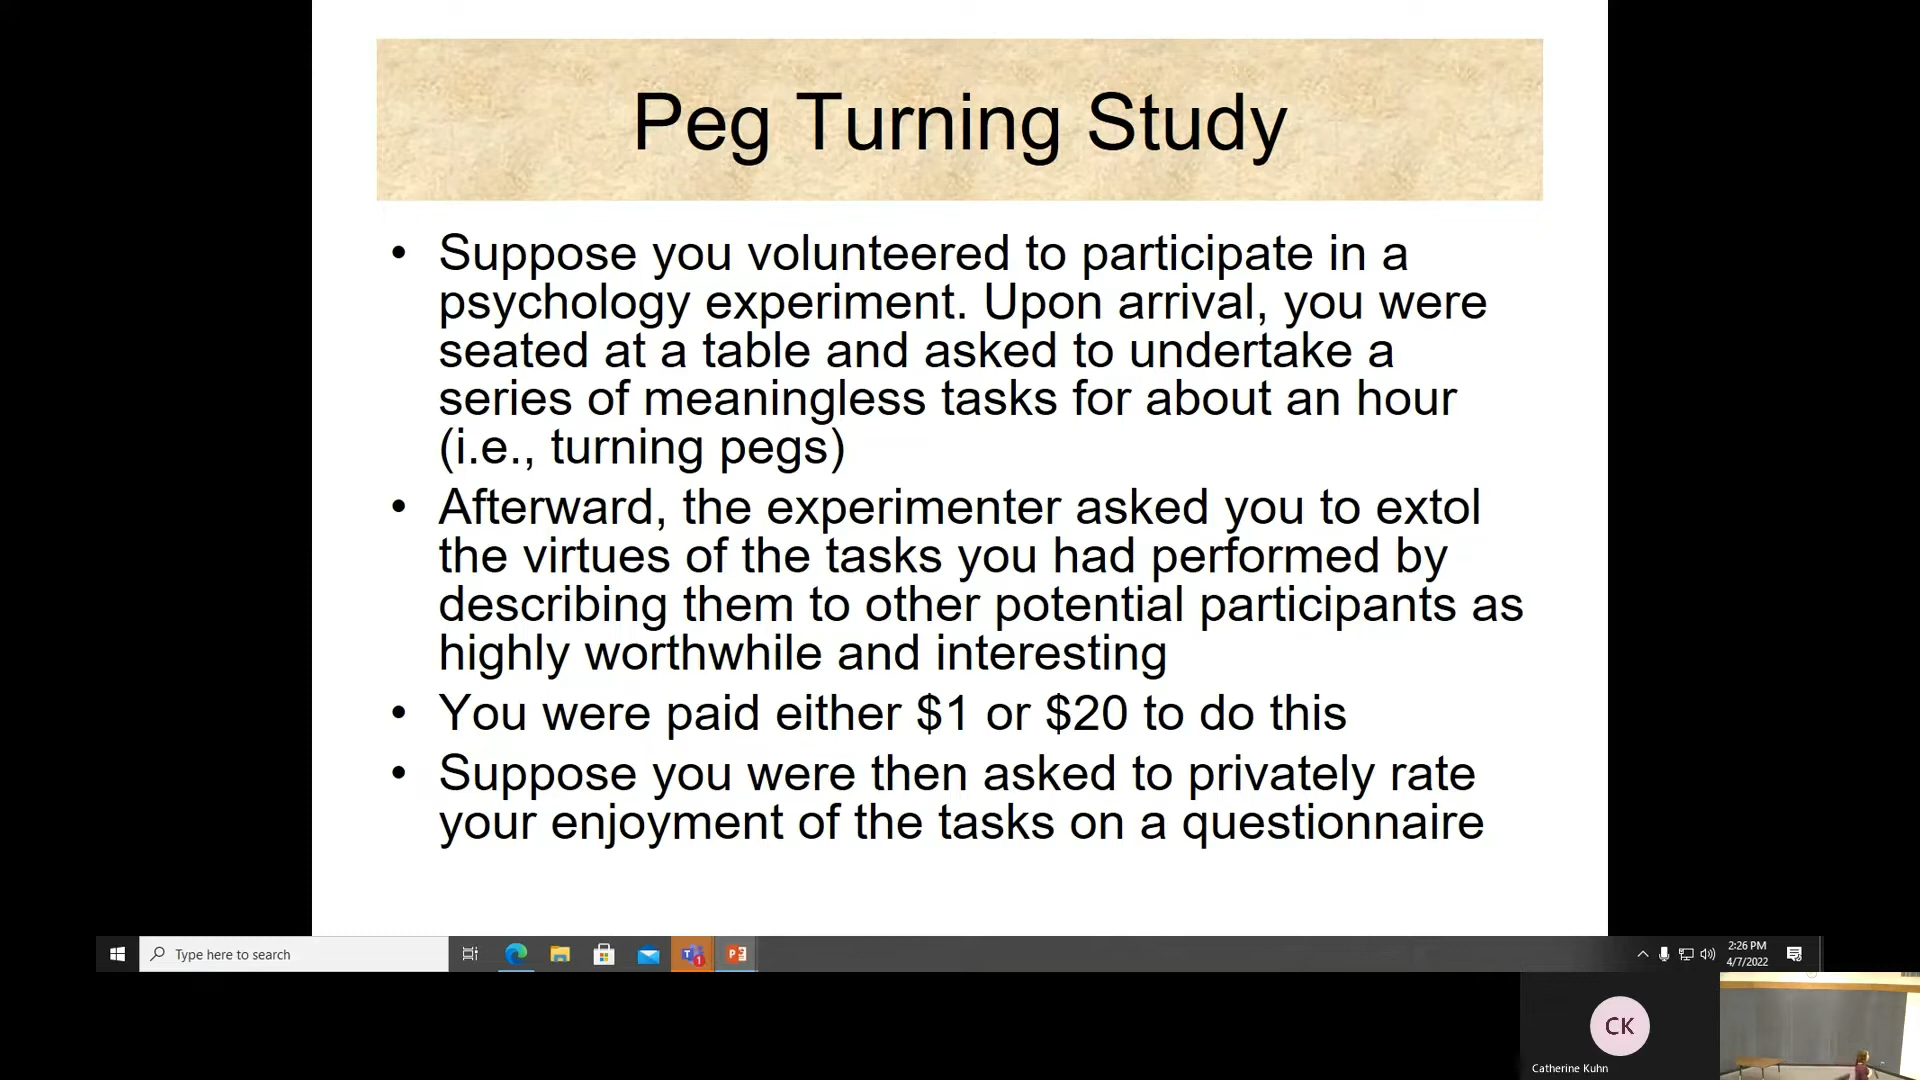 Peg Turning Study
• Suppose you volunteered to participate in a
psychology experiment. Upon arrival, you were
seated at a table and asked to undertake a
series of meaningless tasks for about an hour
(i.e., turning pegs)
• Afterward, the experimenter asked you to extol
the virtues of the tasks you had performed by
describing them to other potential participants as
highly worthwhile and interesting
• You were paid either $1 or $20 to do this
• Suppose you were then asked to privately rate
your enjoyment of the tasks on a questionnaire
Type here to search
2:26 PM
4/7/2022
CK
Catherine Kuhn